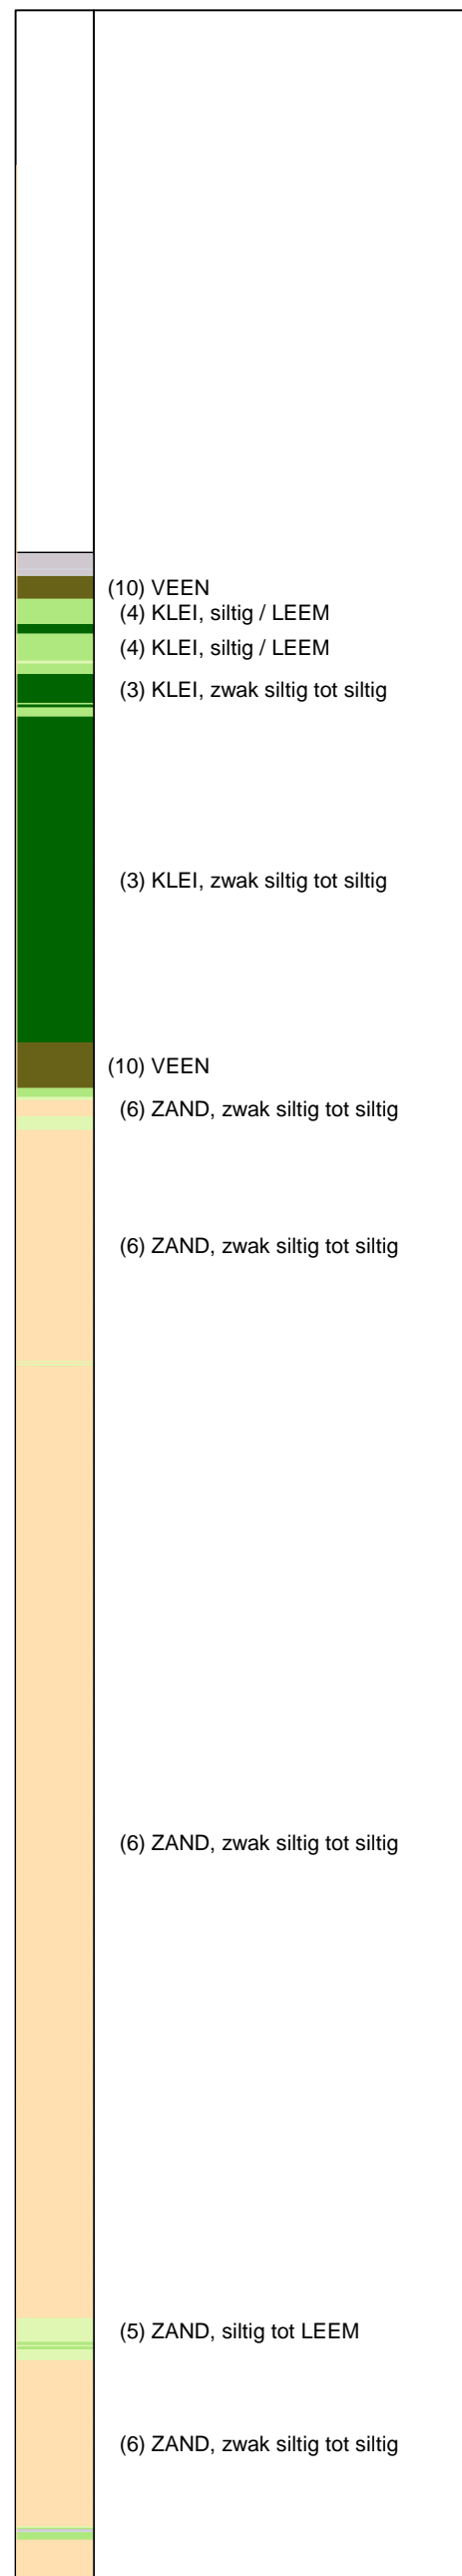 (10) VEEN
(4) KLEI, siltig / LEEM
(4) KLEI, siltig / LEEM
(3) KLEI, zwak siltig tot siltig
(3) KLEI, zwak siltig tot siltig
(10) VEEN
(6) ZAND, zwak siltig tot siltig
(6) ZAND, zwak siltig tot siltig
(6) ZAND, zwak siltig tot siltig
(5) ZAND, siltig tot LEEM
(6) ZAND, zwak siltig tot siltig